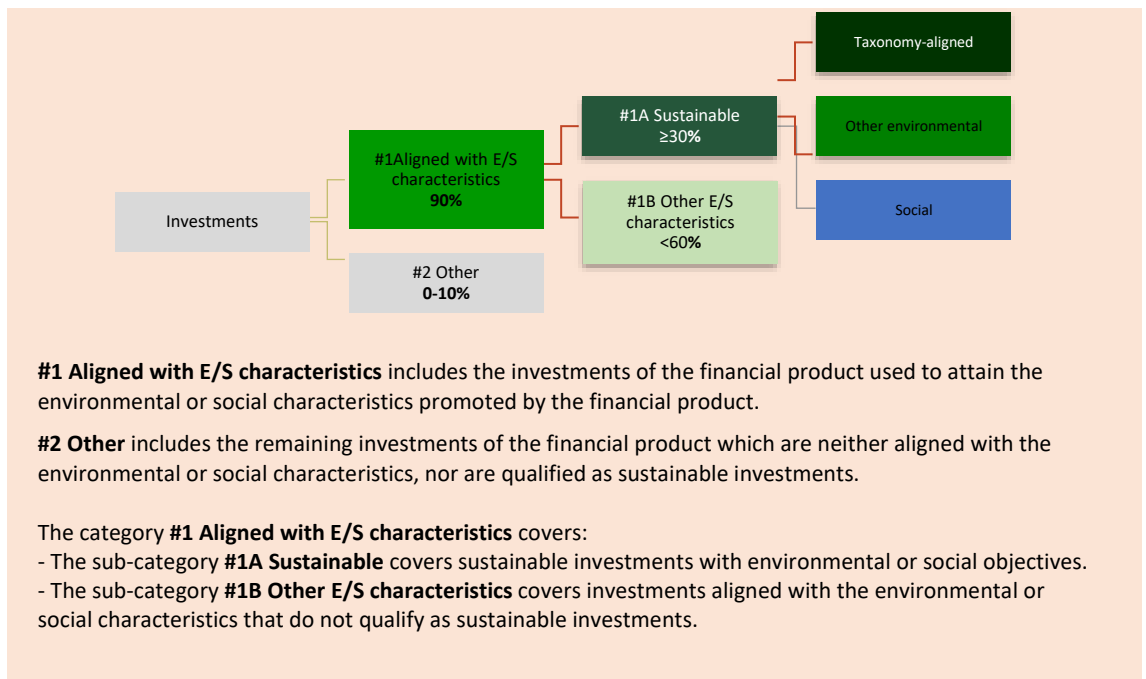 Taxonomy-aligned
#1A Sustainable
≥30%
Other environmental
#1Aligned with E/S
characteristics
90%
Investments
#1B Other E/S
characteristics
<60%
Social
#2 Other
0-10%
#1 Aligned with E/S characteristics includes the investments of the financial product used to attain the
environmental or social characteristics promoted by the financial product.
#2 Other includes the remaining investments of the financial product which are neither aligned with the
environmental or social characteristics, nor are qualified as sustainable investments.
The category #1 Aligned with E/S characteristics covers:
- The sub-category #1A Sustainable covers sustainable investments with environmental or social objectives.
- The sub-category #1B Other E/S characteristics covers investments aligned with the environmental or
social characteristics that do not qualify as sustainable investments.